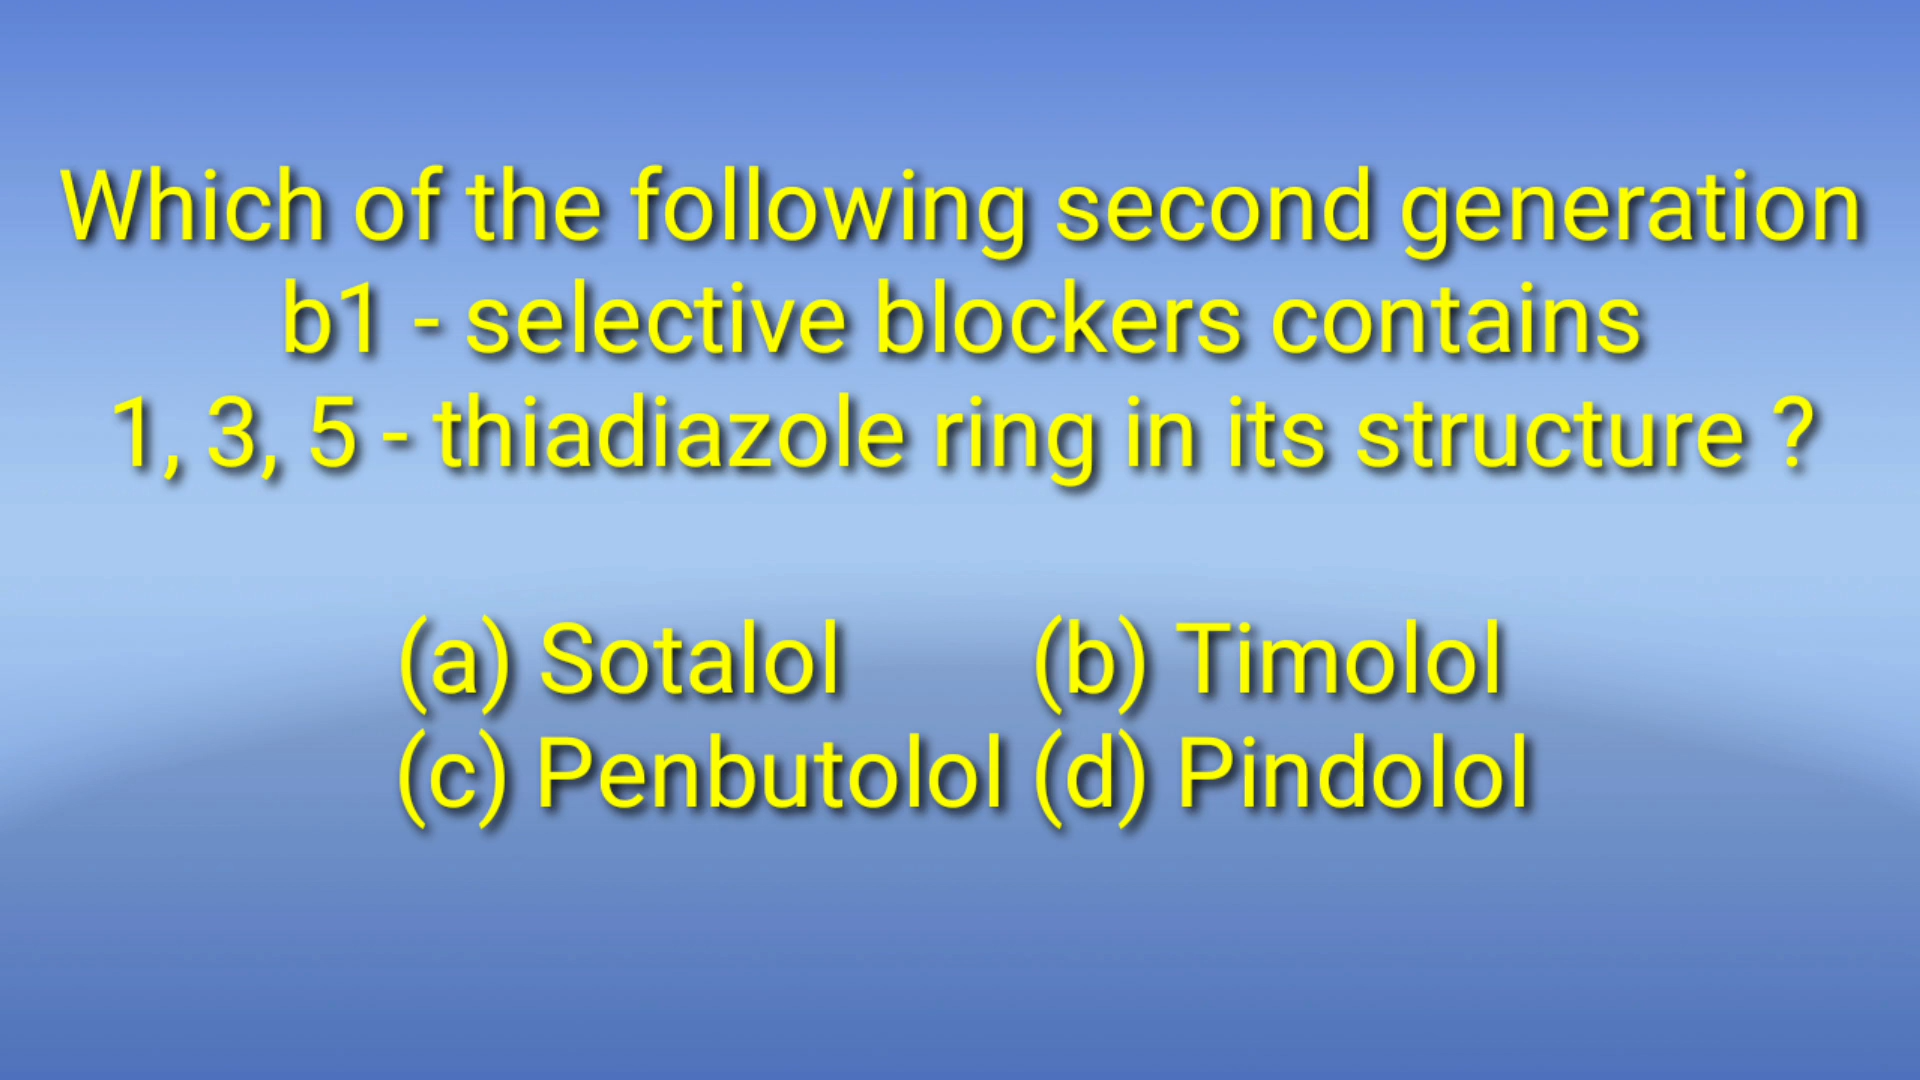 Which of the following second generation
b1 - selective blockers contains
1, 3, 5 - thiadiazole ring in its structure ?
(a) Sotalol (b) Timolol
(c) Penbutolol (d) Pindolol